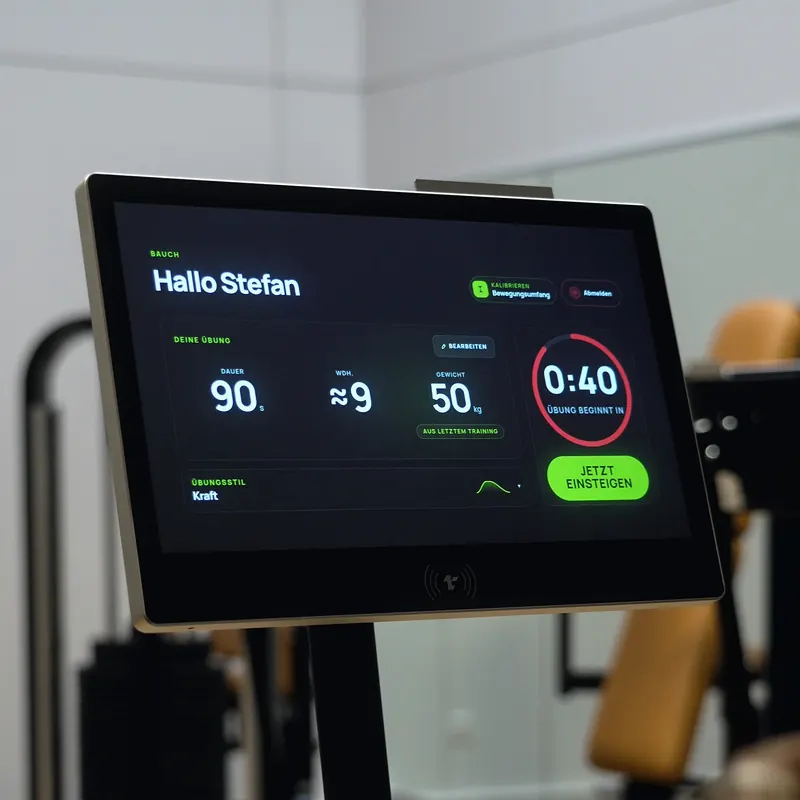 BAUCH
Hallo Stefan
KALIBRIEREN
Bewegungsumfang
Abmelden
DEINE ÜBUNG
BEARBEITEN
DAUER
90 s
WDH.
≈9
GEWICHT
50 kg
AUS LETZTEM TRAINING
0:40
ÜBUNG BEGINNT IN
JETZT
EINSTEIGEN
ÜBUNGSSTIL
Kraft